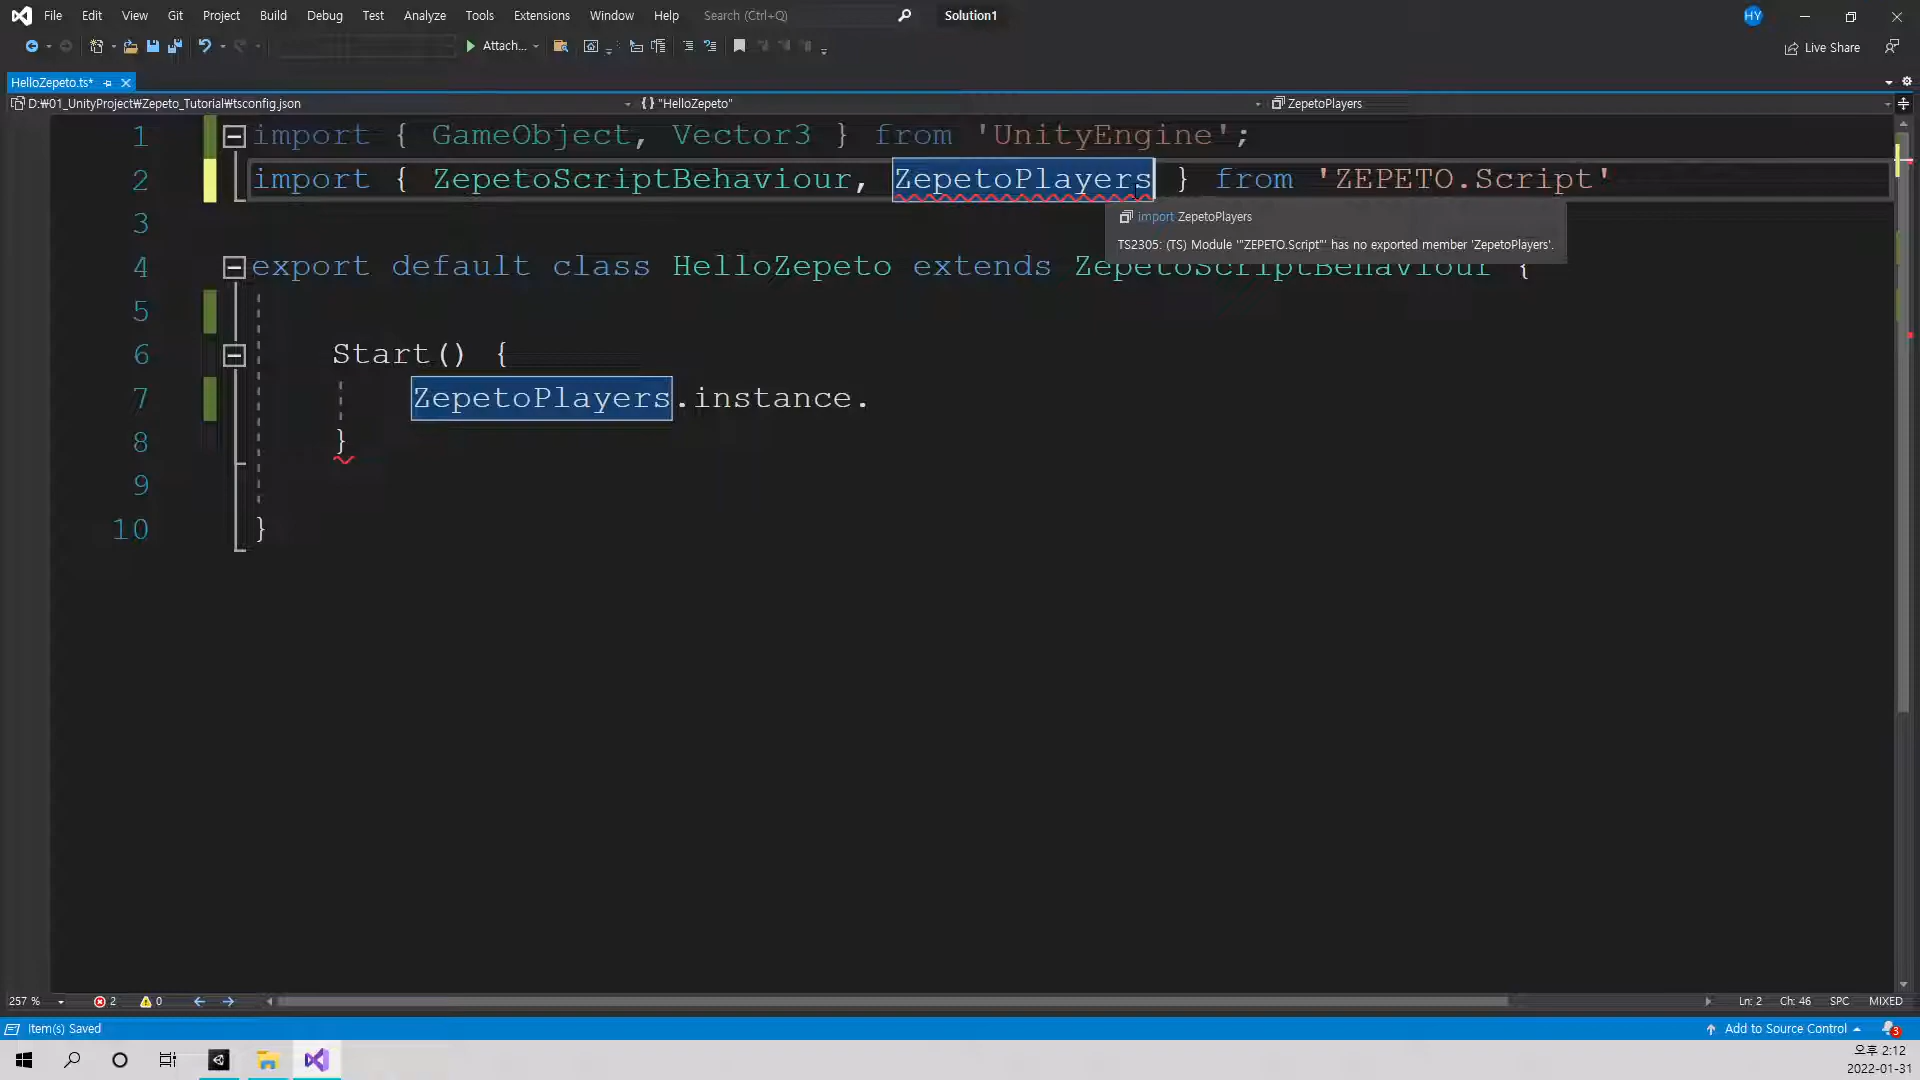 File Edit View Git Project Build Debug Test Analyze Tools Extensions Window Help Search (Ctrl+Q) Solution1 HY
Attach... Live Share
HelloZepeto.ts*
D:₩01_UnityProject₩Zepeto_Tutorial₩tsconfig.json {} "HelloZepeto" ZepetoPlayers
1 import { GameObject, Vector3 } from 'UnityEngine';
2 import { ZepetoScriptBehaviour, ZepetoPlayers } from 'ZEPETO.Script'
import ZepetoPlayers
3
TS2305: (TS) Module '"ZEPETO.Script"' has no exported member 'ZepetoPlayers'.
4 export default class HelloZepeto extends ZepetoScriptBehaviour {
5
6 Start() {
7 ZepetoPlayers.instance.
8 }
9
10 }
257 % 2 0 Ln: 2 Ch: 46 SPC MIXED
Item(s) Saved Add to Source Control 3
오후 2:12
2022-01-31